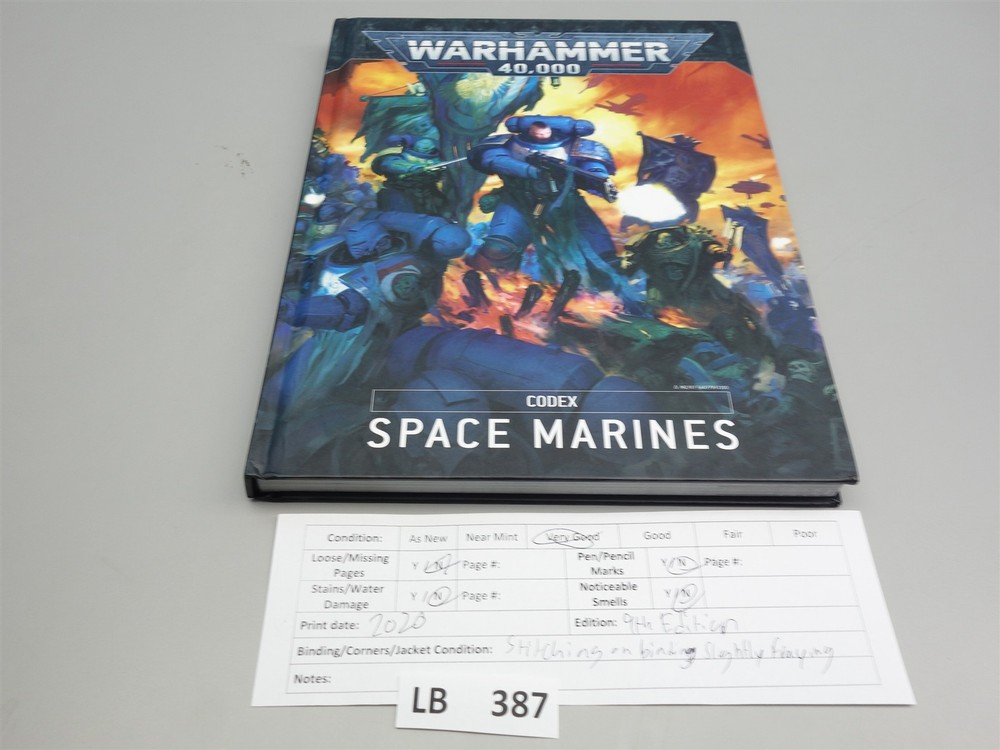 WARHAMMER
40,000
CODEX
SPACE MARINES
Condition: As New Near Mint Very Good Good Fair Poor
Loose/Missing Pages Y / N Page #: Pen/Pencil Marks Y / N Page #:
Stains/Water Damage Y / N Page #: Noticeable Smells Y / N
Print date: 2020 Edition: 9th Edition
Binding/Corners/Jacket Condition: Stitching on binding slightly fraying
Notes:
LB 387